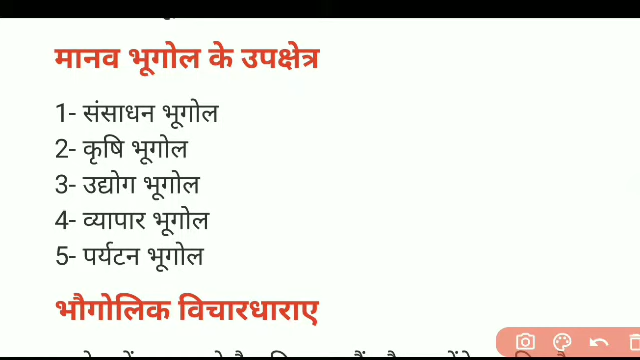 मानव भूगोल के उपक्षेत्र
1- संसाधन भूगोल
2- कृषि भूगोल
3- उद्योग भूगोल
4- व्यापार भूगोल
5- पर्यटन भूगोल
भौगोलिक विचारधाराए